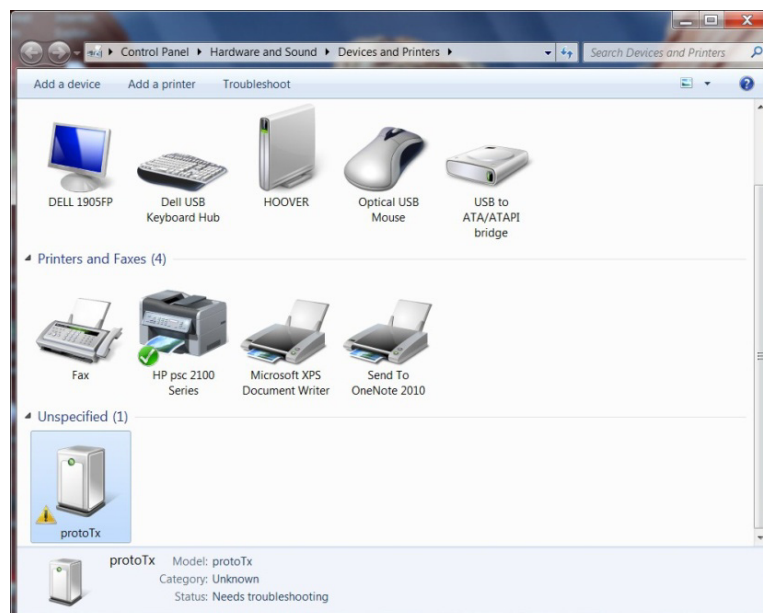 Control Panel ▸ Hardware and Sound ▸ Devices and Printers ▸
Search Devices and Printers
Add a device Add a printer Troubleshoot
DELL 1905FP
Dell USB
Keyboard Hub
HOOVER
Optical USB
Mouse
USB to
ATA/ATAPI
bridge
Printers and Faxes (4)
Fax
HP psc 2100
Series
Microsoft XPS
Document Writer
Send To
OneNote 2010
Unspecified (1)
protoTx
protoTx Model: protoTx
Category: Unknown
Status: Needs troubleshooting